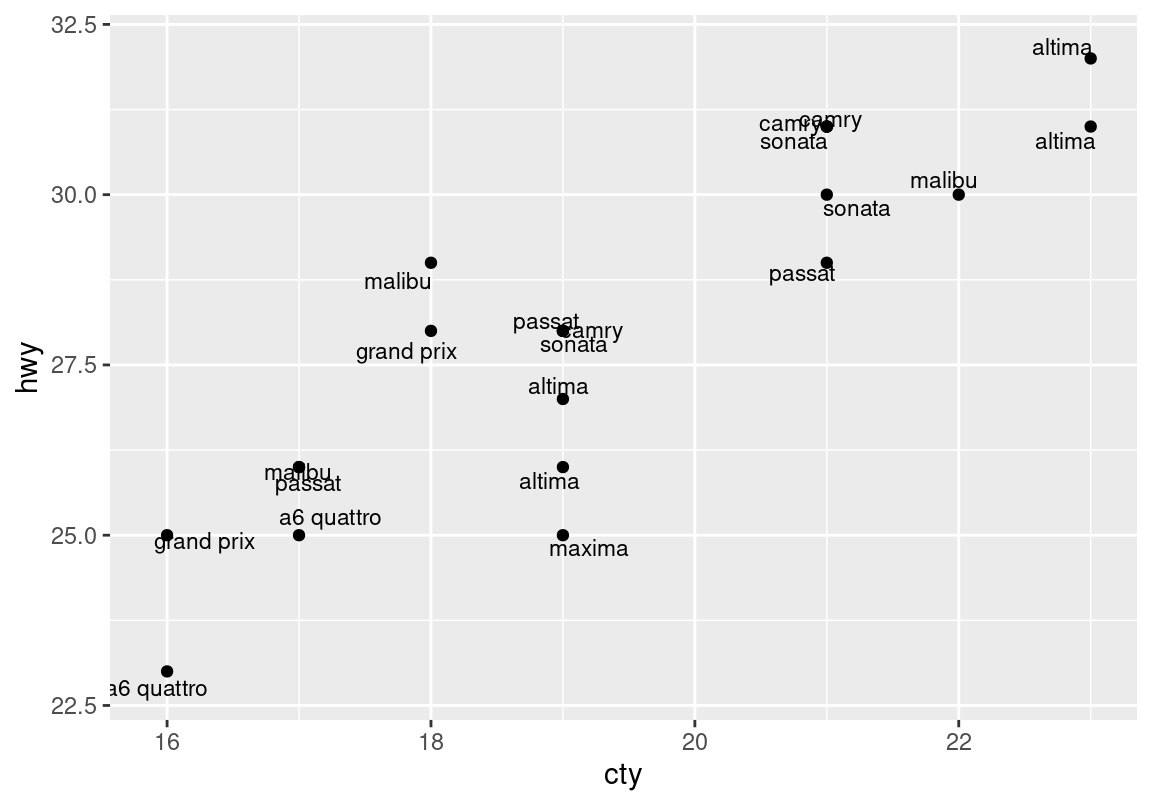 32.5
altima
camry
camry
sonata
altima
30.0
malibu
sonata
malibu
passat
passat
camry
sonata
grand prix
hwy
27.5
altima
malibu
passat
altima
a6 quattro
25.0
grand prix
maxima
a6 quattro
22.5
16
18
20
22
cty